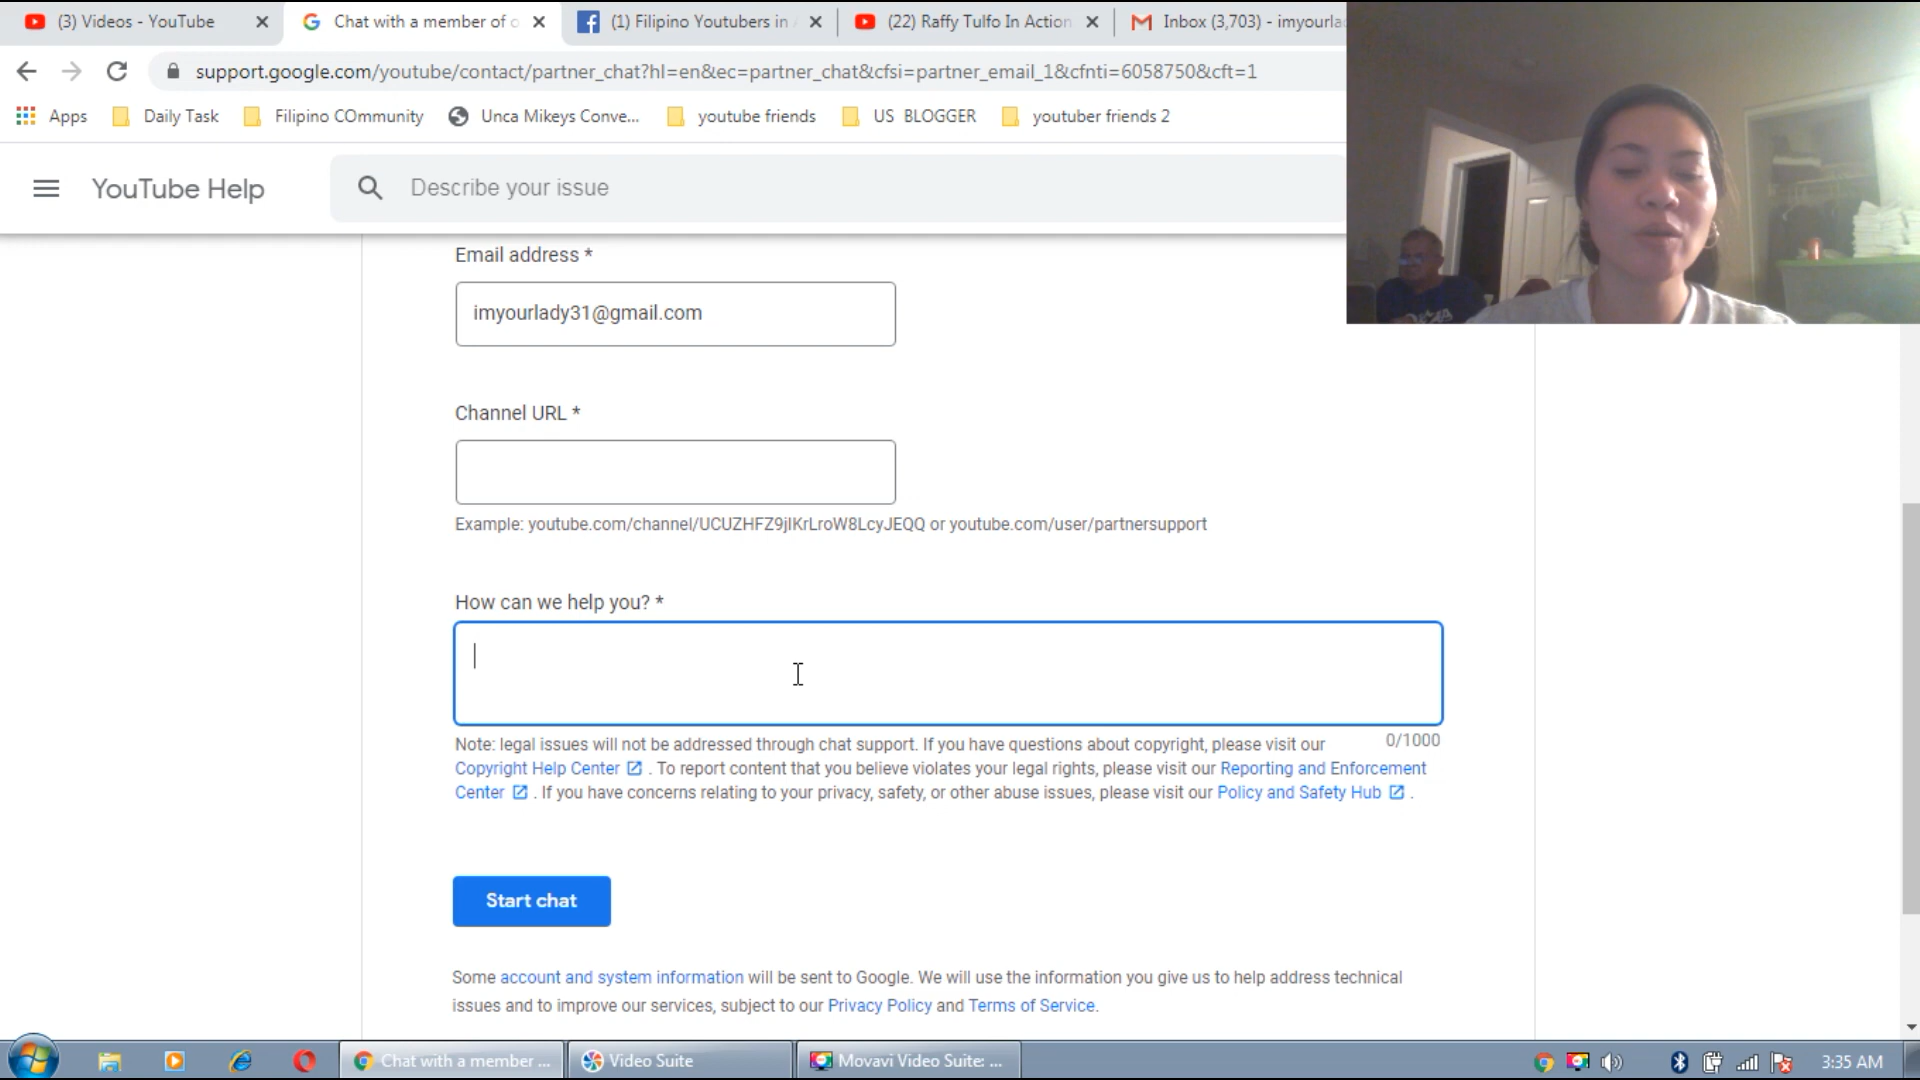 (3) Videos - YouTube
Chat with a member of o
(1) Filipino Youtubers in A
(22) Raffy Tulfo In Action
Inbox (3,703) - imyourla
support.google.com/youtube/contact/partner_chat?hl=en&ec=partner_chat&cfsi=partner_email_1&cfnti=6058750&cft=1
Apps
Daily Task
Filipino COmmunity
Unca Mikeys Conve...
youtube friends
US BLOGGER
youtuber friends 2
YouTube Help
Describe your issue
Email address *
imyourlady31@gmail.com
Channel URL *
Example: youtube.com/channel/UCUZHFZ9jIKrLroW8LcyJEQQ or youtube.com/user/partnersupport
How can we help you? *
Note: legal issues will not be addressed through chat support. If you have questions about copyright, please visit our
0/1000
Copyright Help Center . To report content that you believe violates your legal rights, please visit our Reporting and Enforcement
Center . If you have concerns relating to your privacy, safety, or other abuse issues, please visit our Policy and Safety Hub .
Start chat
Some account and system information will be sent to Google. We will use the information you give us to help address technical
issues and to improve our services, subject to our Privacy Policy and Terms of Service.
Chat with a member ...
Video Suite
Movavi Video Suite: ...
3:35 AM